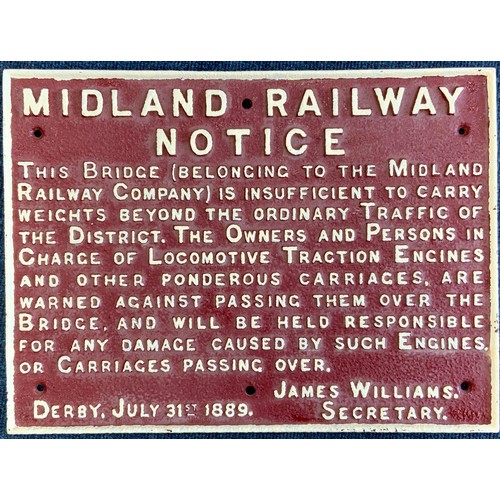 MIDLAND RAILWAY
NOTICE
THIS BRIDGE (BELONGING TO THE MIDLAND
RAILWAY COMPANY) IS INSUFFICIENT TO CARRY
WEIGHTS BEYOND THE ORDINARY TRAFFIC OF
THE DISTRICT. THE OWNERS AND PERSONS IN
CHARGE OF LOCOMOTIVE TRACTION ENGINES
AND OTHER PONDEROUS CARRIAGES, ARE
WARNED AGAINST PASSING THEM OVER THE
BRIDGE, AND WILL BE HELD RESPONSIBLE
FOR ANY DAMAGE CAUSED BY SUCH ENGINES,
OR CARRIAGES PASSING OVER.
JAMES WILLIAMS.
DERBY, JULY 31ST 1889. SECRETARY.